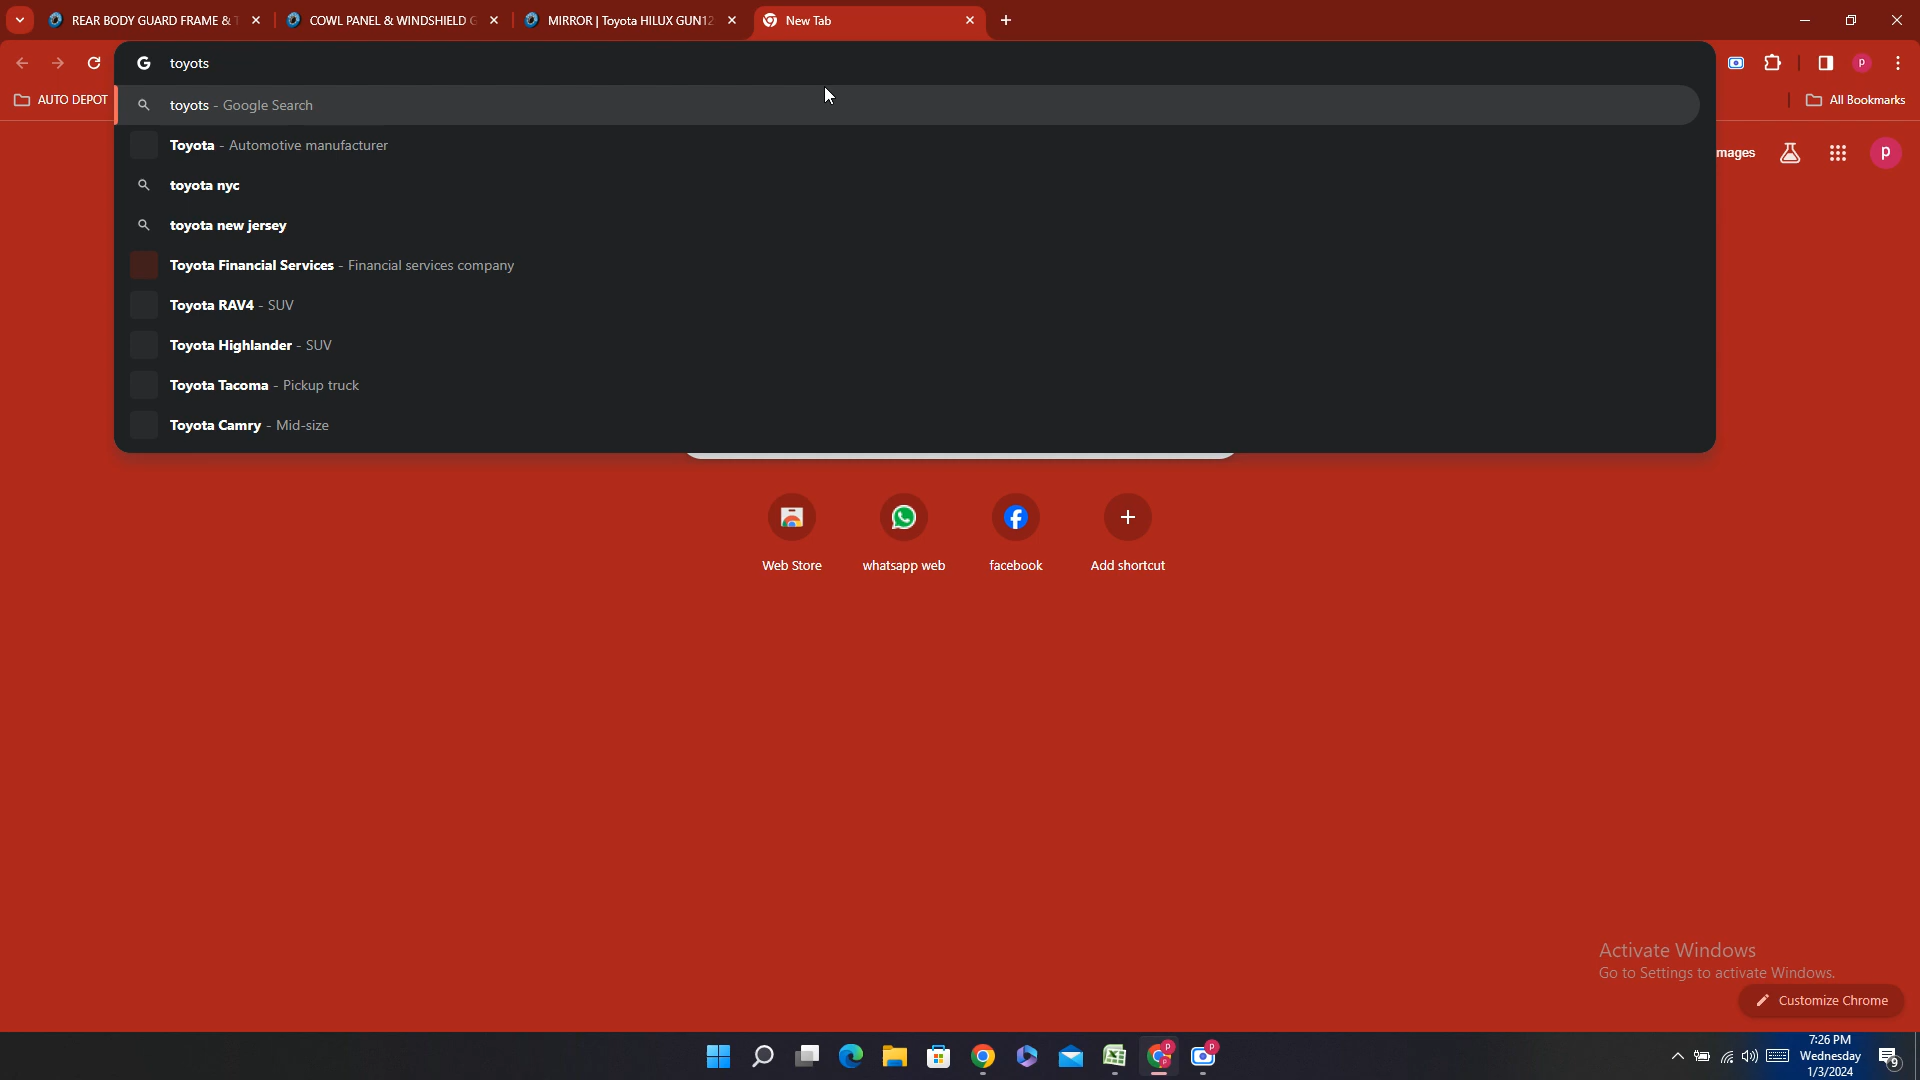 REAR BODY GUARD FRAME & T
COWL PANEL & WINDSHIELD G
MIRROR | Toyota HILUX GUN12
New Tab
toyots
P
AUTO DEPOT
All Bookmarks
toyots - Google Search
mages
p
Toyota - Automotive manufacturer
toyota nyc
toyota new jersey
Toyota Financial Services - Financial services company
Toyota RAV4 - SUV
Toyota Highlander - SUV
Toyota Tacoma - Pickup truck
Toyota Camry - Mid-size
Web Store
whatsapp web
facebook
Add shortcut
Activate Windows
Go to Settings to activate Windows.
Customize Chrome
7:26 PM
Wednesday
1/3/2024
9